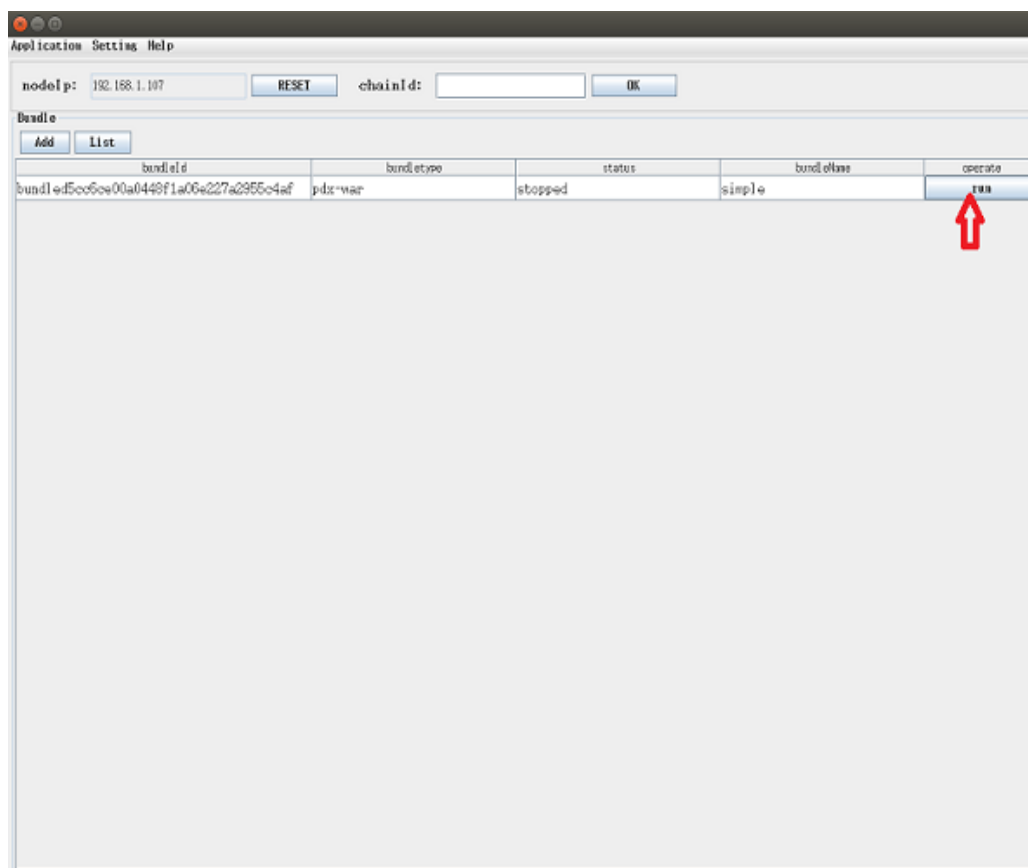 Application Setting Help
nodeIp: 192.168.1.107 RESET chainId: OK
Bundle
Add List
bundleId bundletype status bundleName operate
bundled5cc6ce00a0449f1a06e227a2955c4af pdx-war stopped simple run